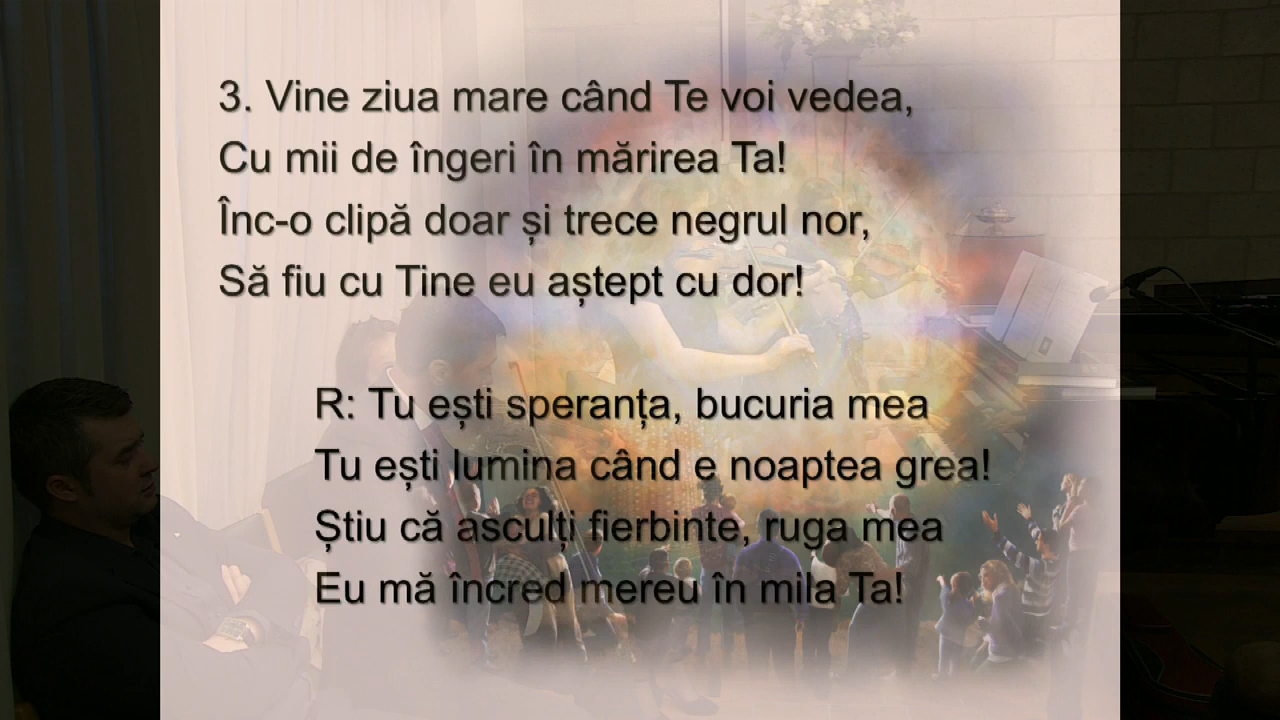 3. Vine ziua mare când Te voi vedea,
Cu mii de îngeri în mărirea Ta!
Înc-o clipă doar și trece negrul nor,
Să fiu cu Tine eu aștept cu dor!
R: Tu ești speranța, bucuria mea
Tu ești lumina când e noaptea grea!
Știu că asculți fierbinte, ruga mea
Eu mă încred mereu în mila Ta!